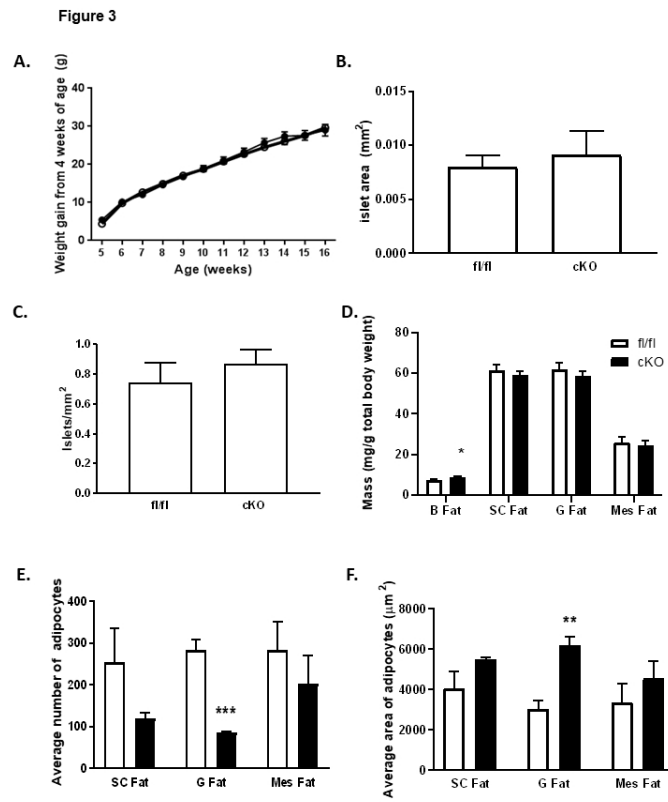 Figure 3
A.
Weight gain from 4 weeks of age (g)
40
30
20
10
0
5 6 7 8 9 10 11 12 13 14 15 16
Age (weeks)
B.
islet area (mm²)
0.015
0.010
0.005
0.000
fl/fl cKO
C.
Islets/mm²
1.0
0.8
0.6
0.4
0.2
0.0
fl/fl cKO
D.
Mass (mg/g total body weight)
80
60
40
20
0
fl/fl
cKO
*
B Fat SC Fat G Fat Mes Fat
E.
Average number of adipocytes
400
300
200
100
0
***
SC Fat G Fat Mes Fat
F.
Average area of adipocytes (µm²)
8000
6000
4000
2000
0
**
SC Fat G Fat Mes Fat